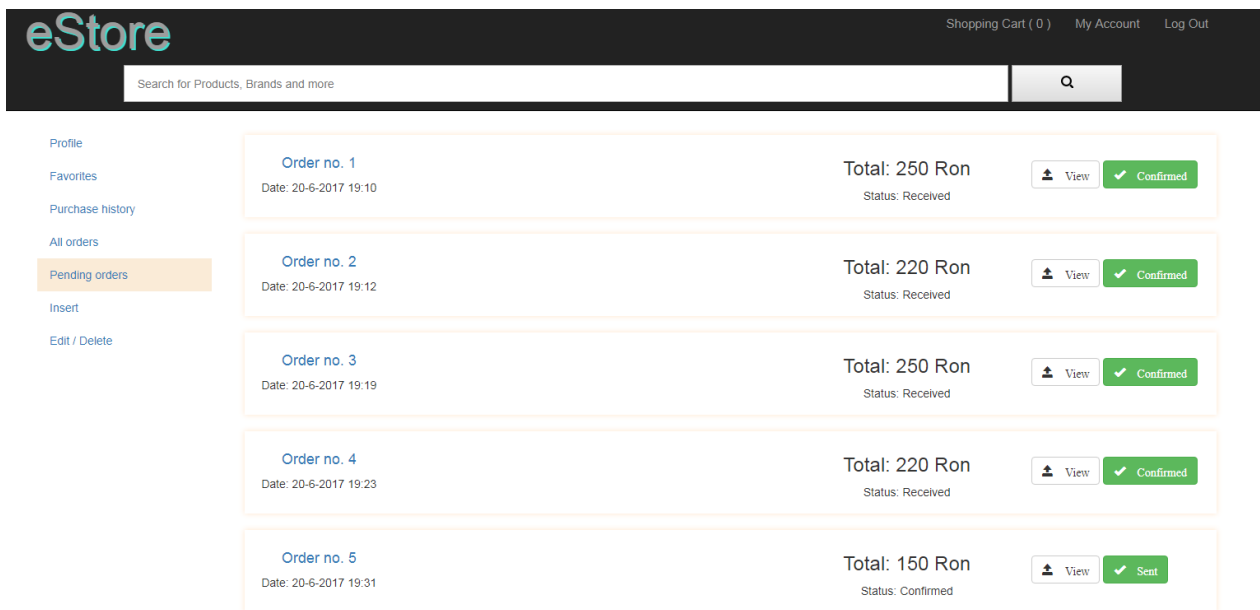 eStore
Shopping Cart ( 0 ) My Account Log Out
Search for Products, Brands and more
Profile
Favorites
Purchase history
All orders
Pending orders
Insert
Edit / Delete
Order no. 1
Date: 20-6-2017 19:10
Total: 250 Ron
Status: Received
View Confirmed
Order no. 2
Date: 20-6-2017 19:12
Total: 220 Ron
Status: Received
View Confirmed
Order no. 3
Date: 20-6-2017 19:19
Total: 250 Ron
Status: Received
View Confirmed
Order no. 4
Date: 20-6-2017 19:23
Total: 220 Ron
Status: Received
View Confirmed
Order no. 5
Date: 20-6-2017 19:31
Total: 150 Ron
Status: Confirmed
View Sent